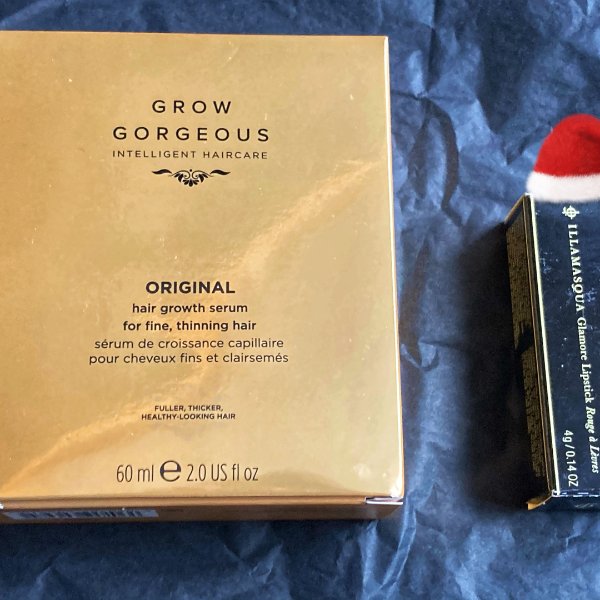 GROW
GORGEOUS
INTELLIGENT HAIRCARE
ORIGINAL
hair growth serum
for fine, thinning hair
sérum de croissance capillaire
pour cheveux fins et clairsemés
FULLER, THICKER,
HEALTHY-LOOKING HAIR
60 ml e 2.0 US fl oz
ILLAMASQUA Glamore Lipstick Rouge à Lèvres
4g/0.14 OZ